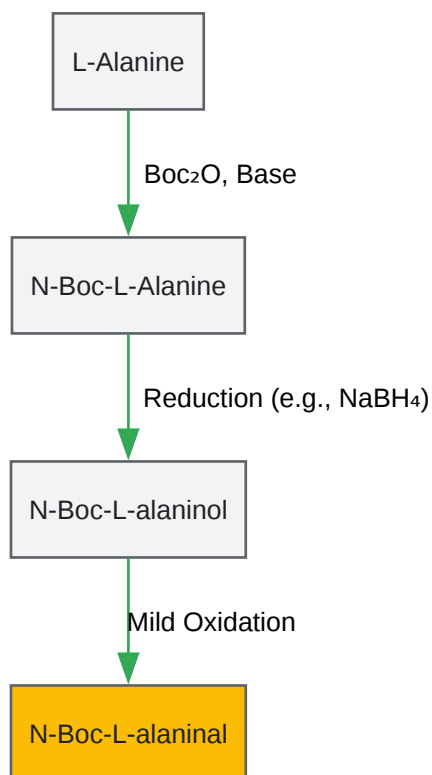 L-Alanine
Boc₂O, Base
N-Boc-L-Alanine
Reduction (e.g., NaBH₄)
N-Boc-L-alaninol
Mild Oxidation
N-Boc-L-alaninal